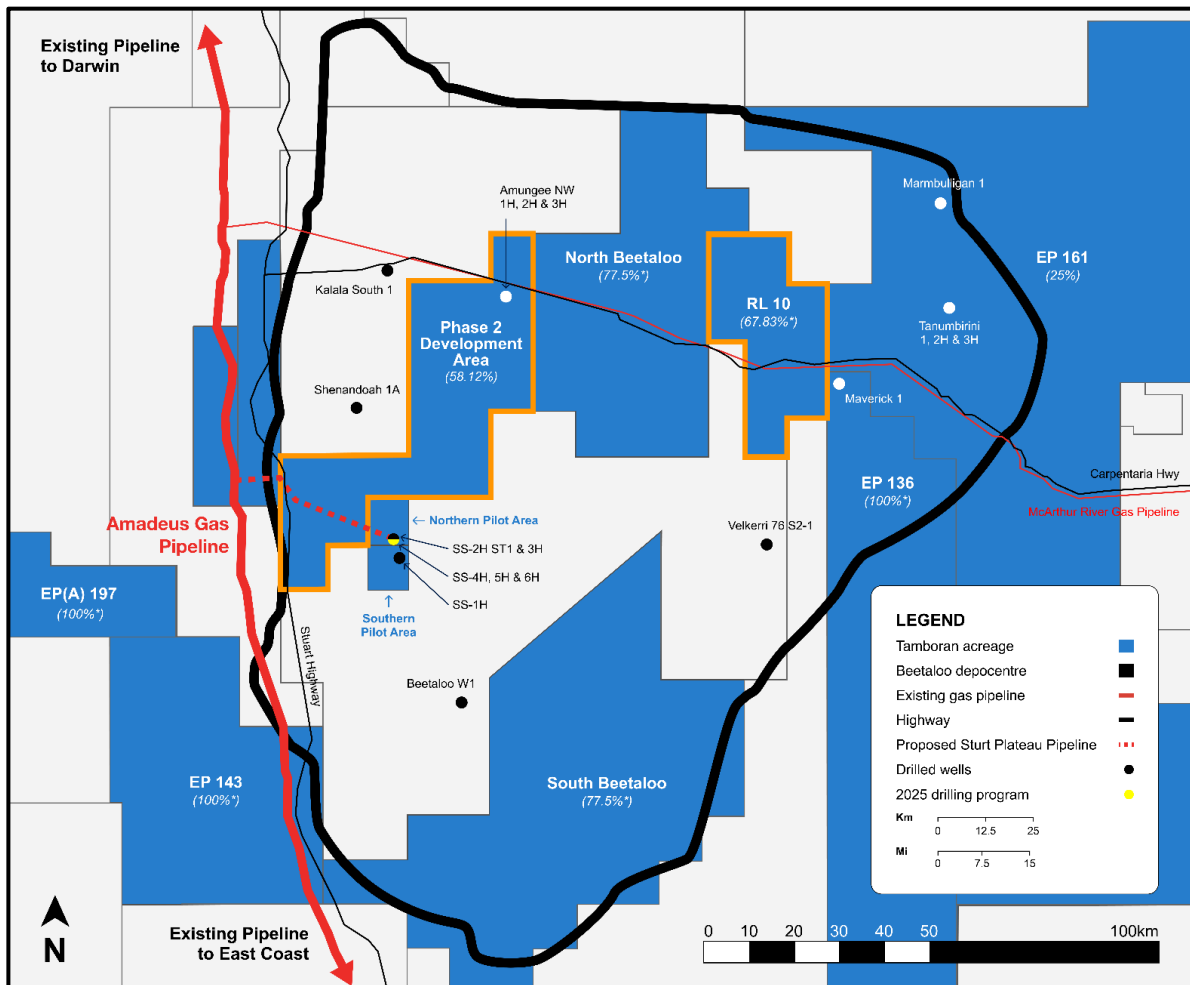 Existing Pipeline
to Darwin
Amungee NW
1H, 2H & 3H
Marmbulligan 1
North Beetaloo
(77.5%*)
EP 161
(25%)
Kalala South 1
RL 10
(67.83%*)
Phase 2
Development
Area
(58.12%)
Tanumbirini
1, 2H & 3H
Shenandoah 1A
Maverick 1
Carpentaria Hwy
EP 136
(100%*)
McArthur River Gas Pipeline
Amadeus Gas
Pipeline
← Northern Pilot Area
Velkerri 76 S2-1
SS-2H ST1 & 3H
SS-4H, 5H & 6H
SS-1H
EP(A) 197
(100%*)
↑
Southern
Pilot Area
Stuart Highway
Beetaloo W1
EP 143
(100%*)
South Beetaloo
(77.5%*)
LEGEND
Tamboran acreage
Beetaloo depocentre
Existing gas pipeline
Highway
Proposed Sturt Plateau Pipeline
Drilled wells
2025 drilling program
Km
0 12.5 25
Mi
0 7.5 15
N
Existing Pipeline
to East Coast
0 10 20 30 40 50 100km